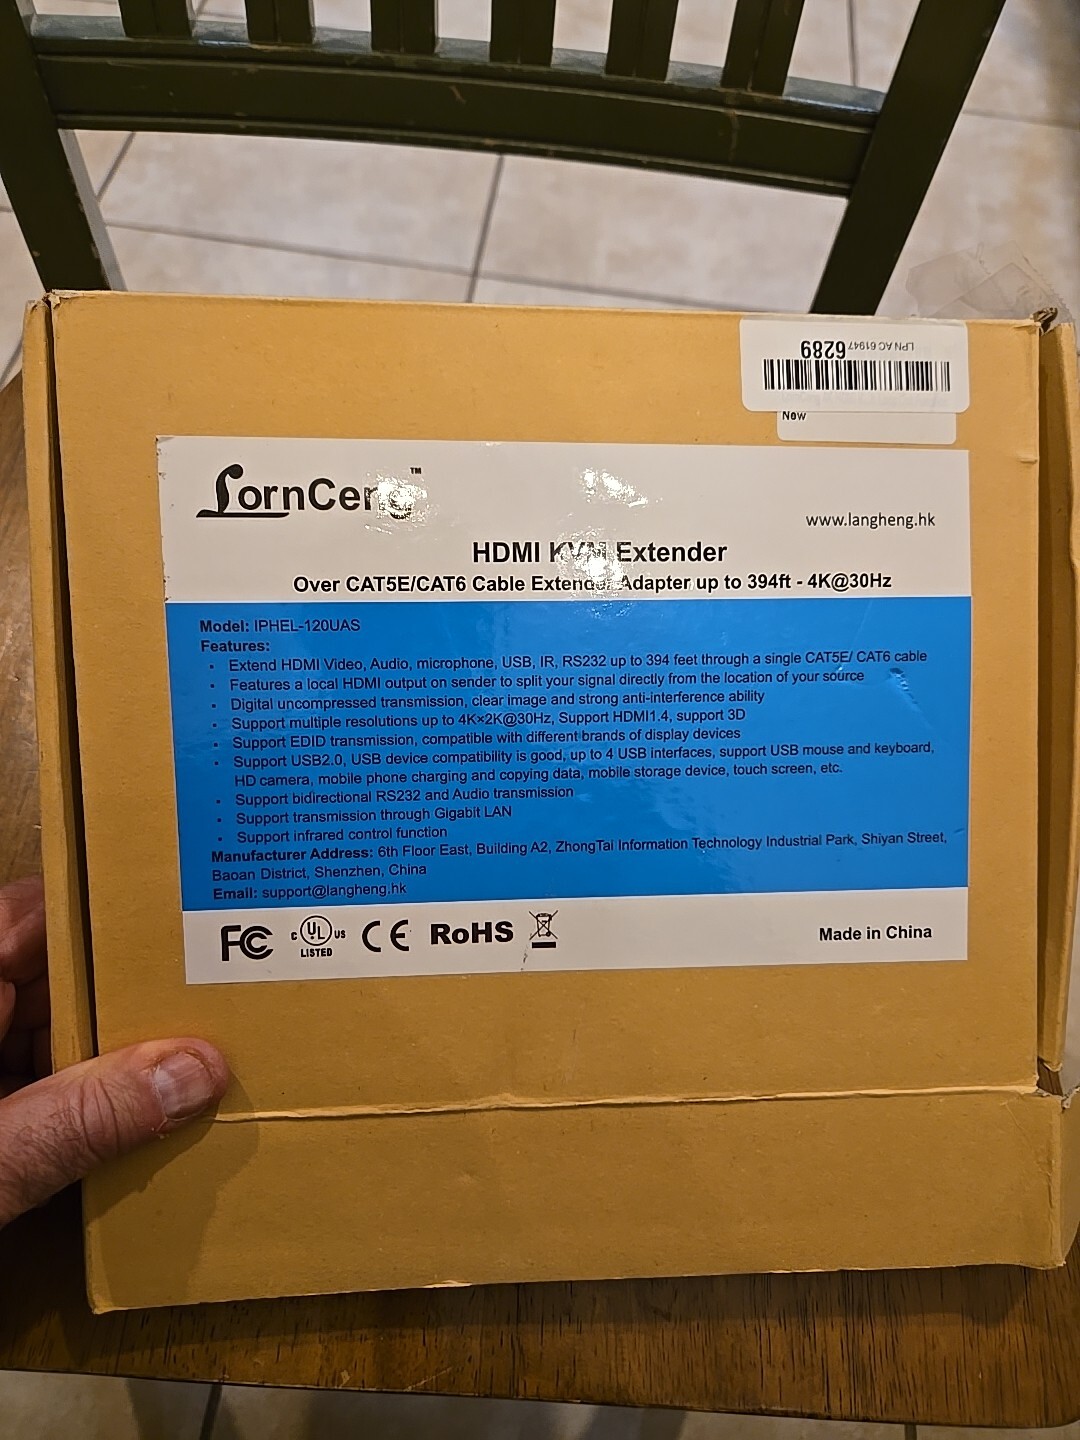 LPN AC 61947 6289
New
LornCeng™
www.langheng.hk
HDMI KVM Extender
Over CAT5E/CAT6 Cable Extender Adapter up to 394ft - 4K@30Hz
Model: IPHEL-120UAS
Features:
• Extend HDMI Video, Audio, microphone, USB, IR, RS232 up to 394 feet through a single CAT5E/ CAT6 cable
• Features a local HDMI output on sender to split your signal directly from the location of your source
• Digital uncompressed transmission, clear image and strong anti-interference ability
• Support multiple resolutions up to 4K×2K@30Hz, Support HDMI1.4, support 3D
• Support EDID transmission, compatible with different brands of display devices
• Support USB2.0, USB device compatibility is good, up to 4 USB interfaces, support USB mouse and keyboard,
HD camera, mobile phone charging and copying data, mobile storage device, touch screen, etc.
• Support bidirectional RS232 and Audio transmission
• Support transmission through Gigabit LAN
• Support infrared control function
Manufacturer Address: 6th Floor East, Building A2, ZhongTai Information Technology Industrial Park, Shiyan Street,
Baoan District, Shenzhen, China
Email: support@langheng.hk
FC C UL US LISTED CE RoHS
Made in China